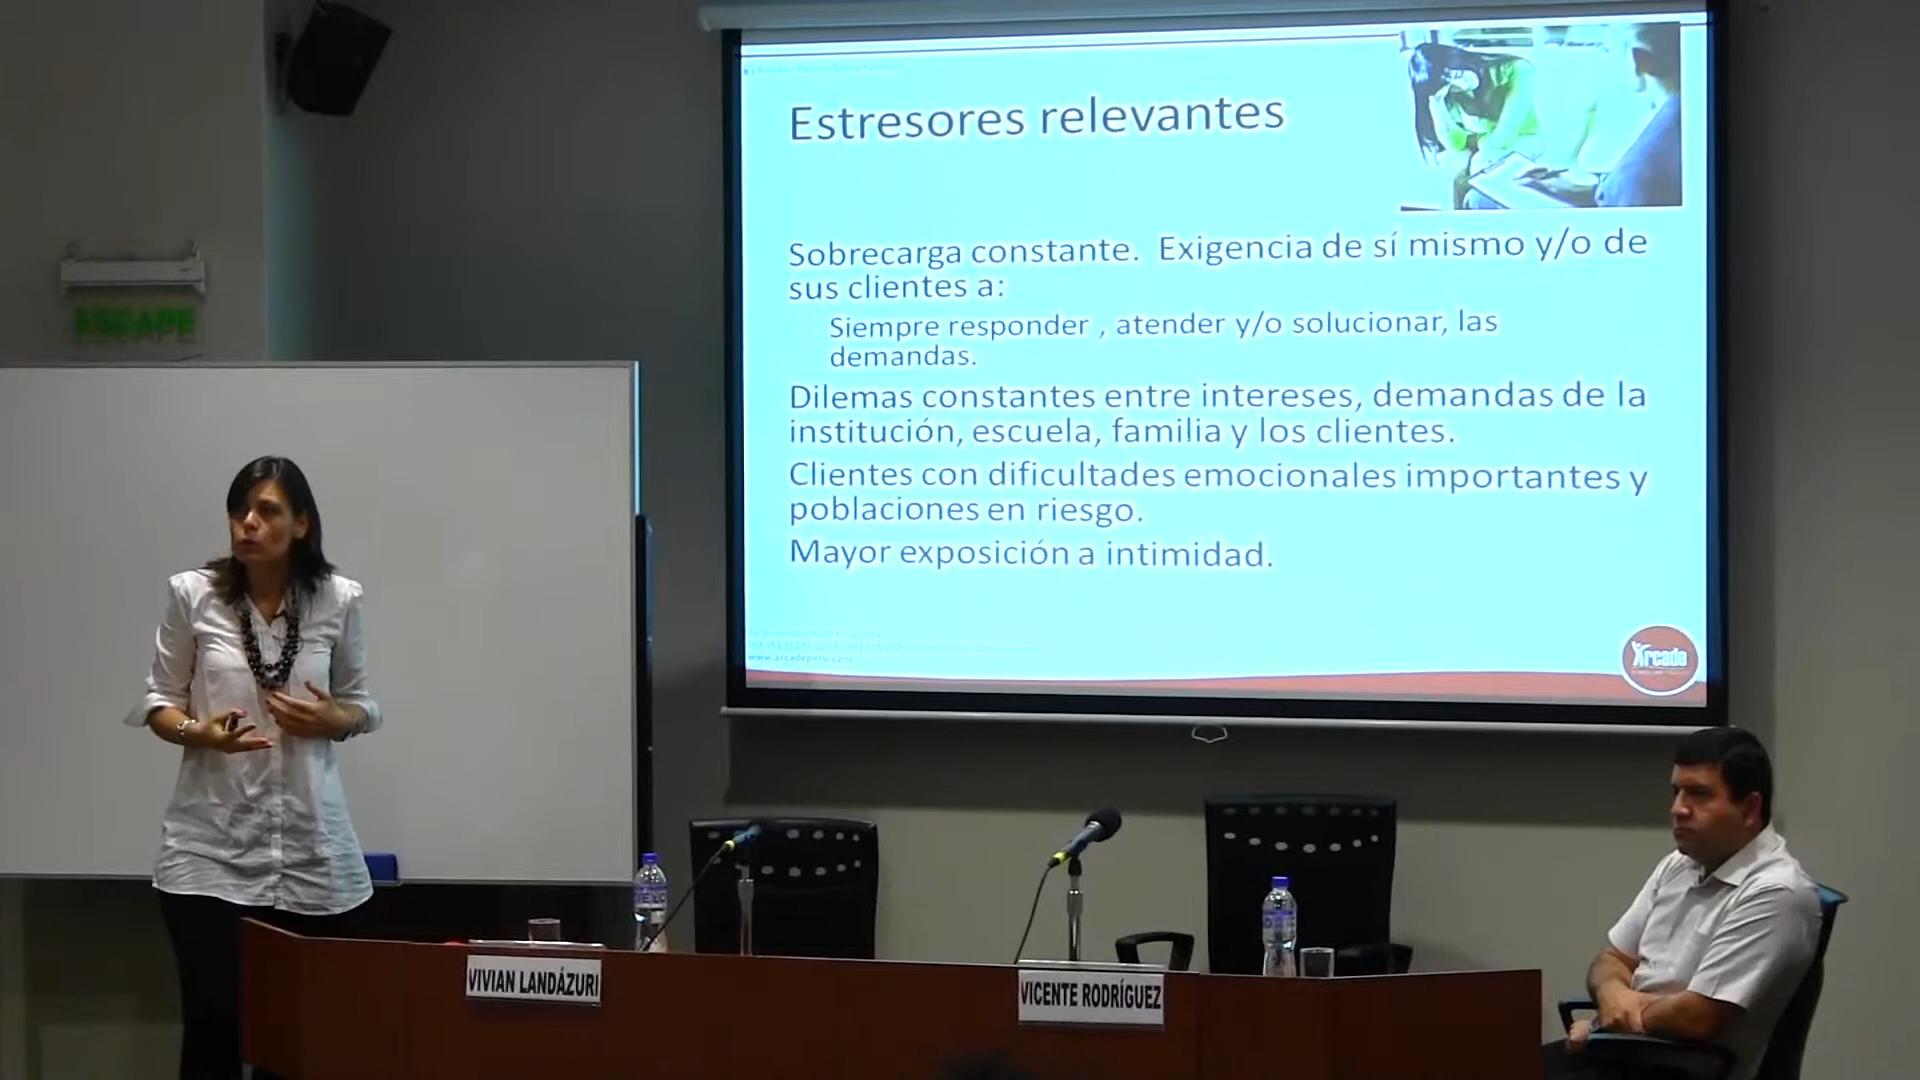 Estresores relevantes
Sobrecarga constante. Exigencia de sí mismo y/o de
sus clientes a:
Siempre responder , atender y/o solucionar, las
demandas.
Dilemas constantes entre intereses, demandas de la
institución, escuela, familia y los clientes.
Clientes con dificultades emocionales importantes y
poblaciones en riesgo.
Mayor exposición a intimidad.
www.arcadeperu.com
Arcade
ESCAPE
VIVIAN LANDÁZURI
VICENTE RODRÍGUEZ